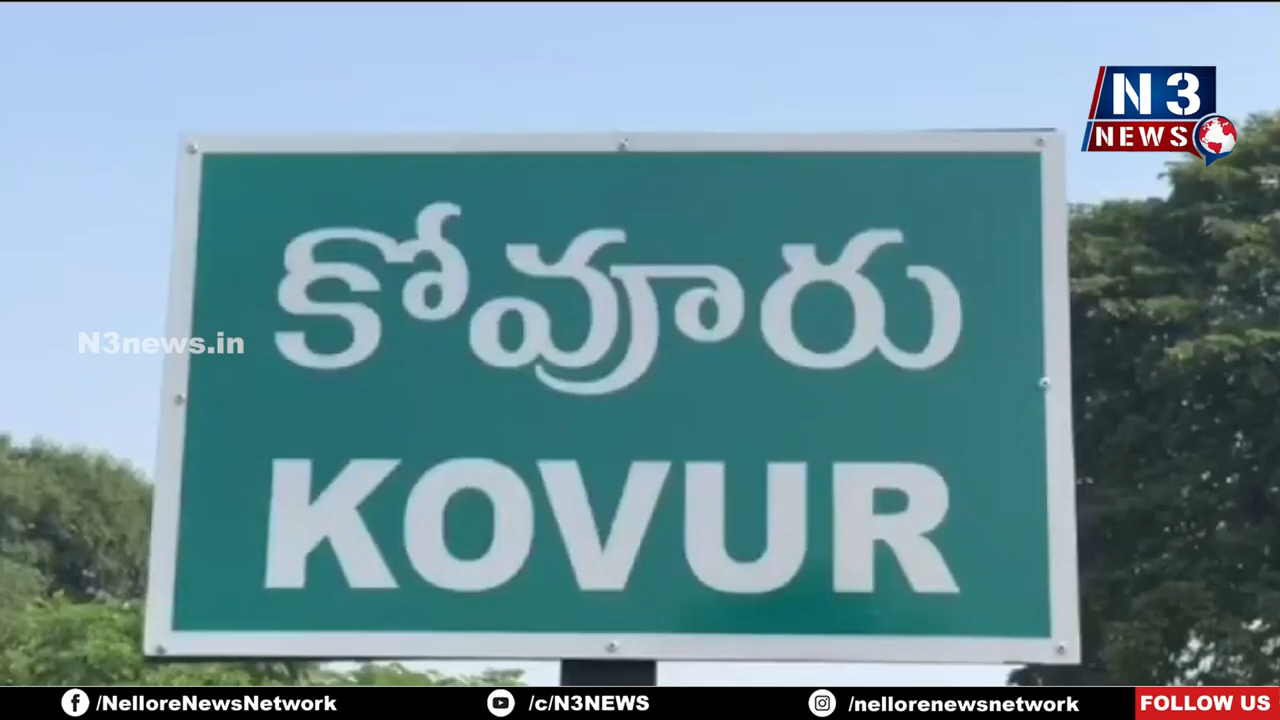 N3
NEWS
కోవూరు
N3news.in
KOVUR
/NelloreNewsNetwork
/c/N3NEWS
/nellorenewsnetwork
FOLLOW US